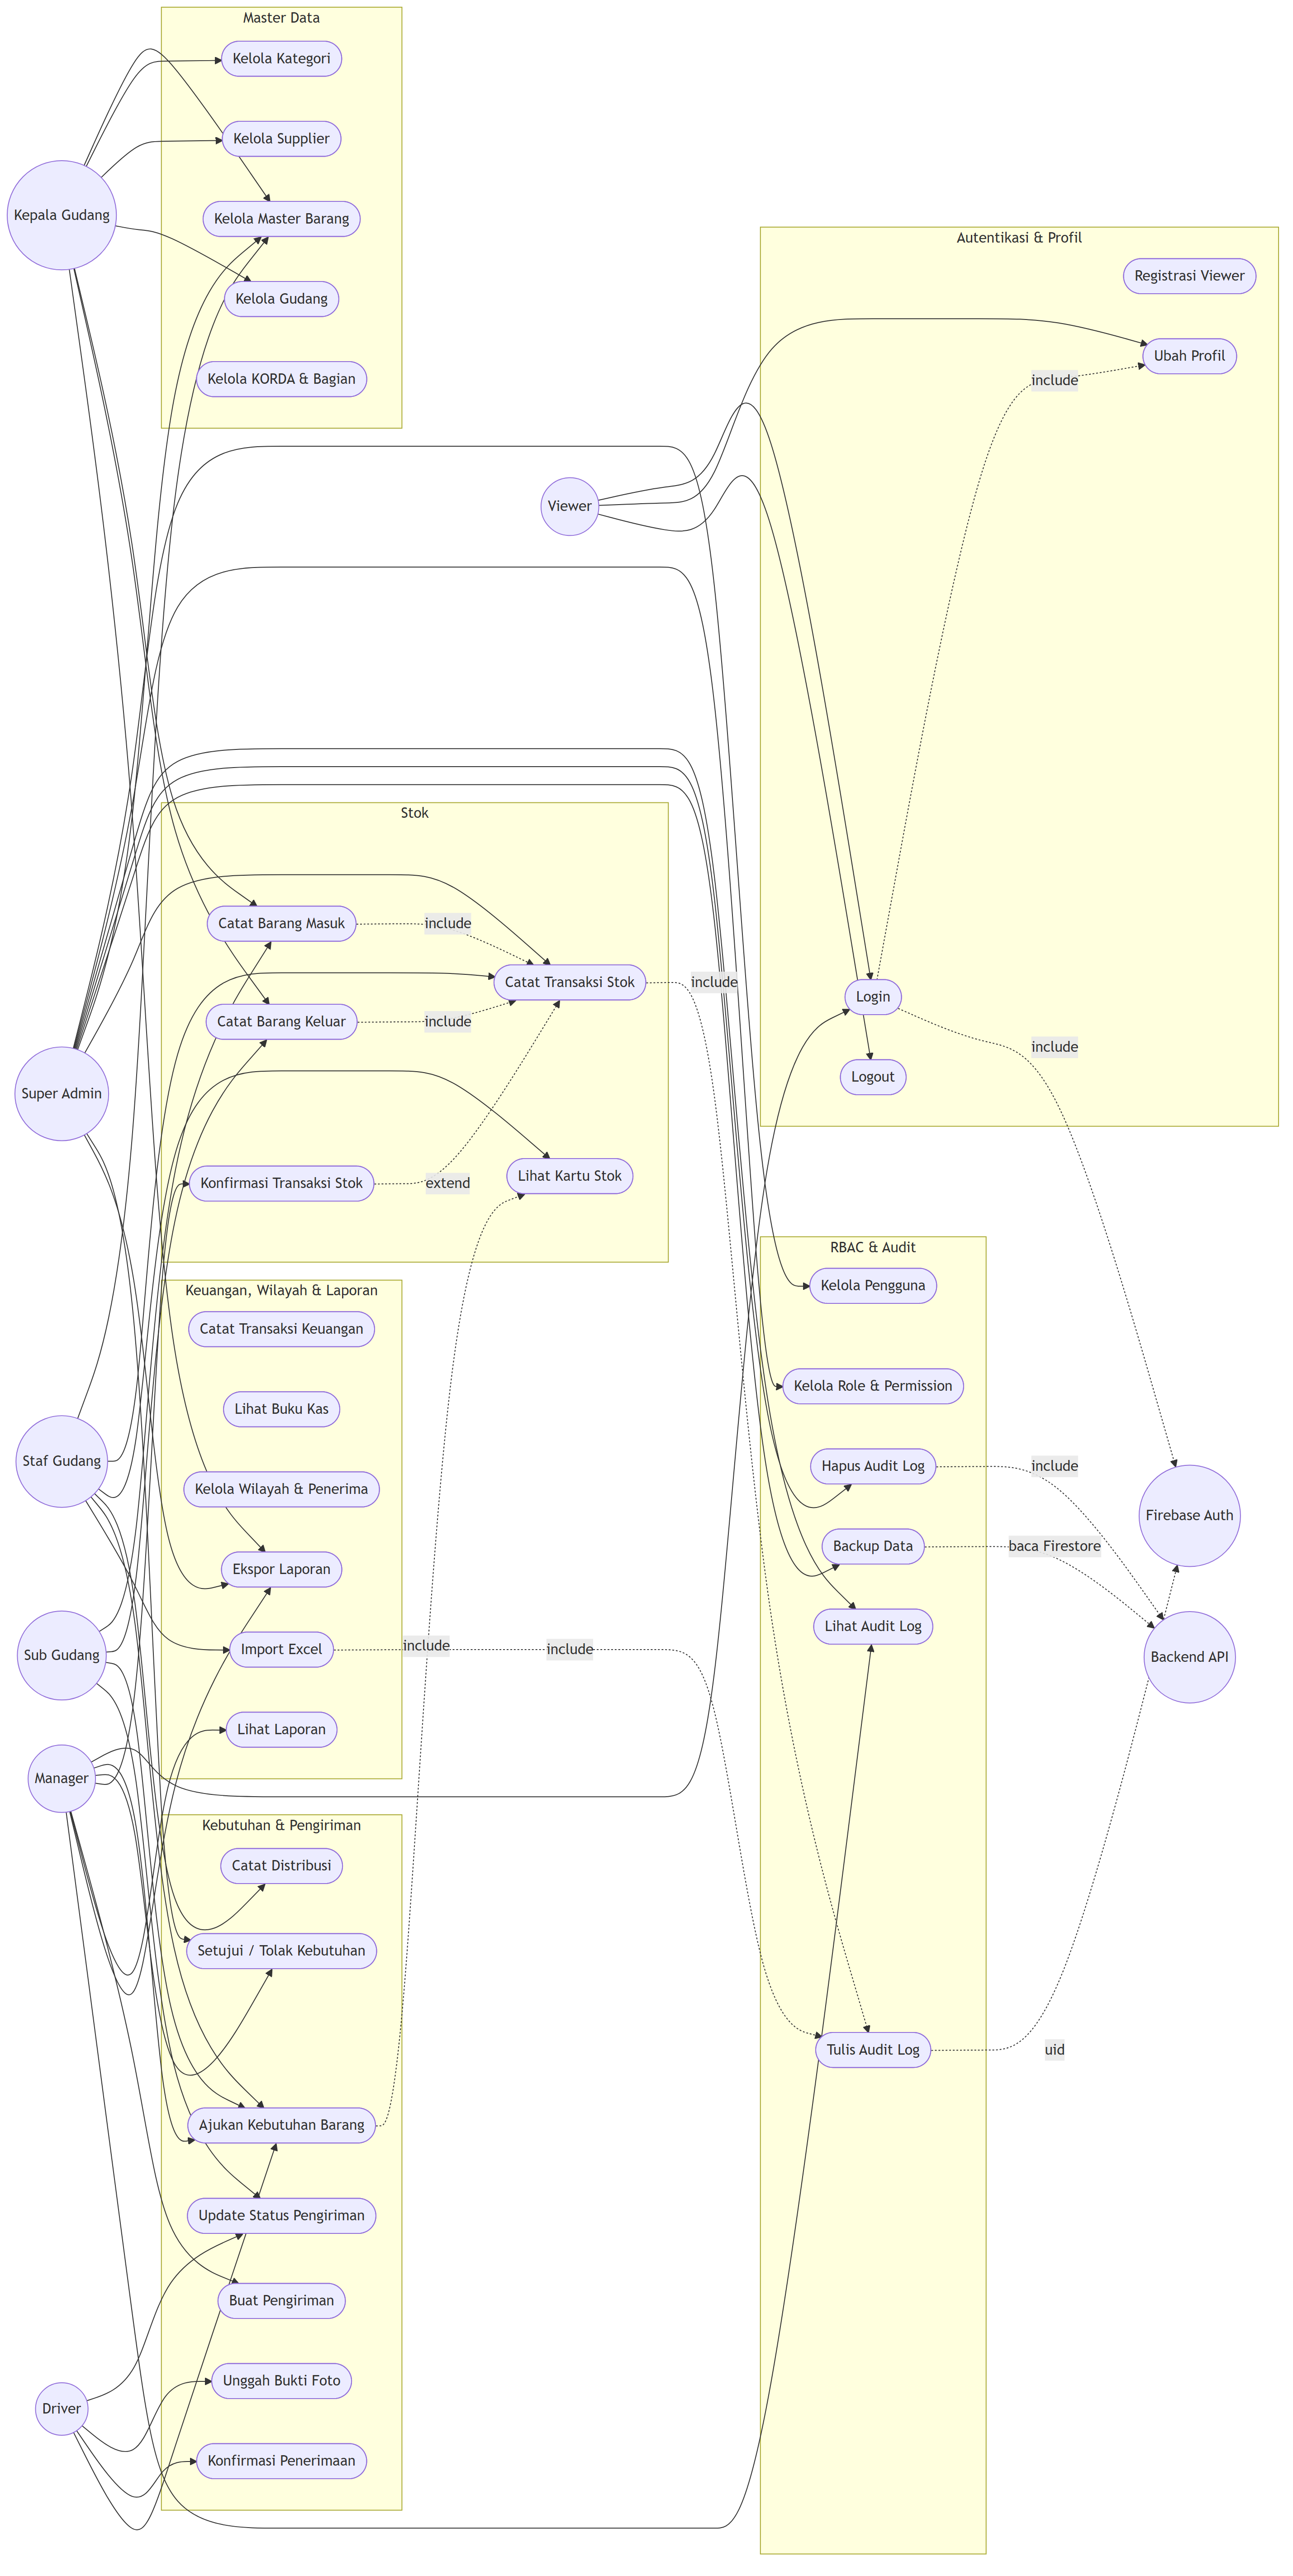 Master Data
Kelola Kategori
Kelola Supplier
Kepala Gudang
Kelola Master Barang
Kelola Gudang
Kelola KORDA & Bagian
Autentikasi & Profil
Registrasi Viewer
Ubah Profil
include
Viewer
Login
include
Logout
Stok
Catat Barang Masuk
include
Catat Transaksi Stok
include
Catat Barang Keluar
include
Super Admin
Konfirmasi Transaksi Stok
extend
Lihat Kartu Stok
Keuangan, Wilayah & Laporan
Catat Transaksi Keuangan
Lihat Buku Kas
Staf Gudang
Kelola Wilayah & Penerima
Ekspor Laporan
Sub Gudang
Import Excel
include
include
Lihat Laporan
Manager
RBAC & Audit
Kelola Pengguna
Kelola Role & Permission
Hapus Audit Log
include
Backup Data
baca Firestore
Lihat Audit Log
Firebase Auth
Backend API
Kebutuhan & Pengiriman
Catat Distribusi
Setujui / Tolak Kebutuhan
Tulis Audit Log
uid
Ajukan Kebutuhan Barang
Update Status Pengiriman
Buat Pengiriman
Unggah Bukti Foto
Driver
Konfirmasi Penerimaan